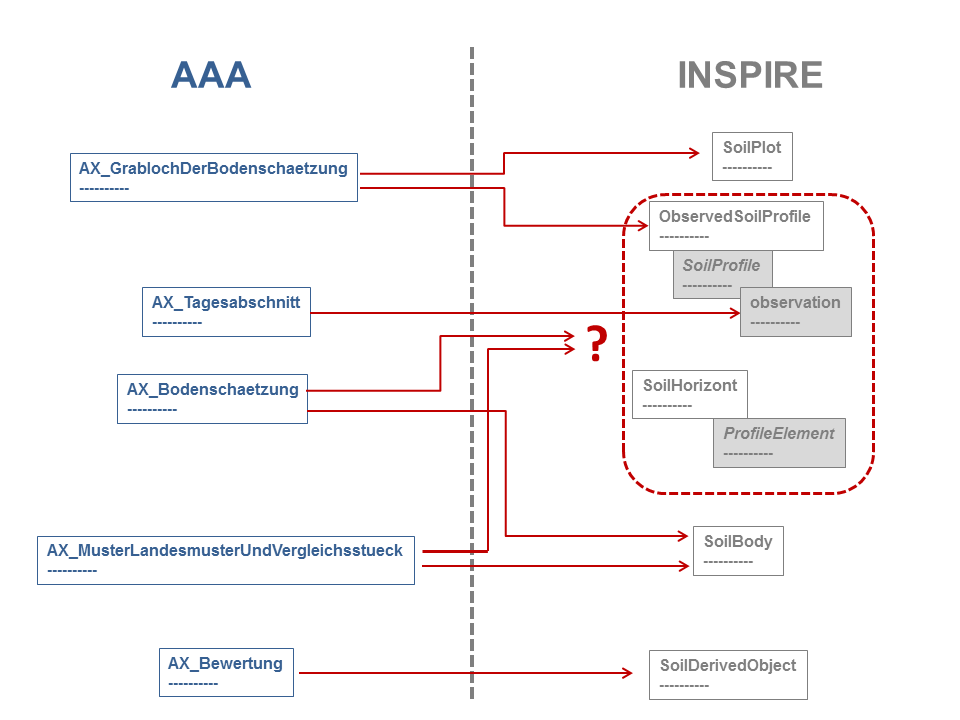 AAA
INSPIRE
AX_GrablochDerBodenschaetzung
----------
SoilPlot
----------
ObservedSoilProfile
----------
SoilProfile
----------
AX_Tagesabschnitt
----------
observation
----------
?
AX_Bodenschaetzung
----------
SoilHorizont
----------
ProfileElement
----------
AX_MusterLandesmusterUndVergleichsstueck
----------
SoilBody
----------
AX_Bewertung
----------
SoilDerivedObject
----------